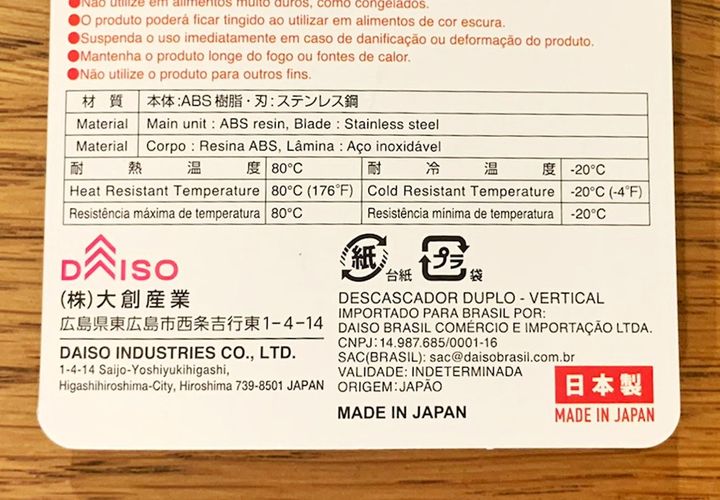 ●Não utilize em alimentos muito duros, como congelados.
●O produto poderá ficar tingido ao utilizar em alimentos de cor escura.
●Suspenda o uso imediatamente em caso de danificação ou deformação do produto.
●Mantenha o produto longe do fogo ou fontes de calor.
●Não utilize o produto para outros fins.
材質 本体:ABS樹脂・刃:ステンレス鋼
Material Main unit : ABS resin, Blade : Stainless steel
Material Corpo : Resina ABS, Lâmina : Aço inoxidável
耐熱温度 80°C 耐冷温度 -20°C
Heat Resistant Temperature 80°C (176°F) Cold Resistant Temperature -20°C (-4°F)
Resistência máxima de temperatura 80°C Resistência mínima de temperatura -20°C
DAISO
(株)大創産業
広島県東広島市西条吉行東1-4-14
DAISO INDUSTRIES CO., LTD.
1-4-14 Saijo-Yoshiyukihigashi,
Higashihiroshima-City, Hiroshima 739-8501 JAPAN
紙 台紙 プラ 袋
DESCASCADOR DUPLO - VERTICAL
IMPORTADO PARA BRASIL POR:
DAISO BRASIL COMÉRCIO E IMPORTAÇÃO LTDA.
CNPJ:14.987.685/0001-16
SAC(BRASIL): sac@daisobrasil.com.br
VALIDADE: INDETERMINADA
ORIGEM:JAPÃO
MADE IN JAPAN
日本製
MADE IN JAPAN